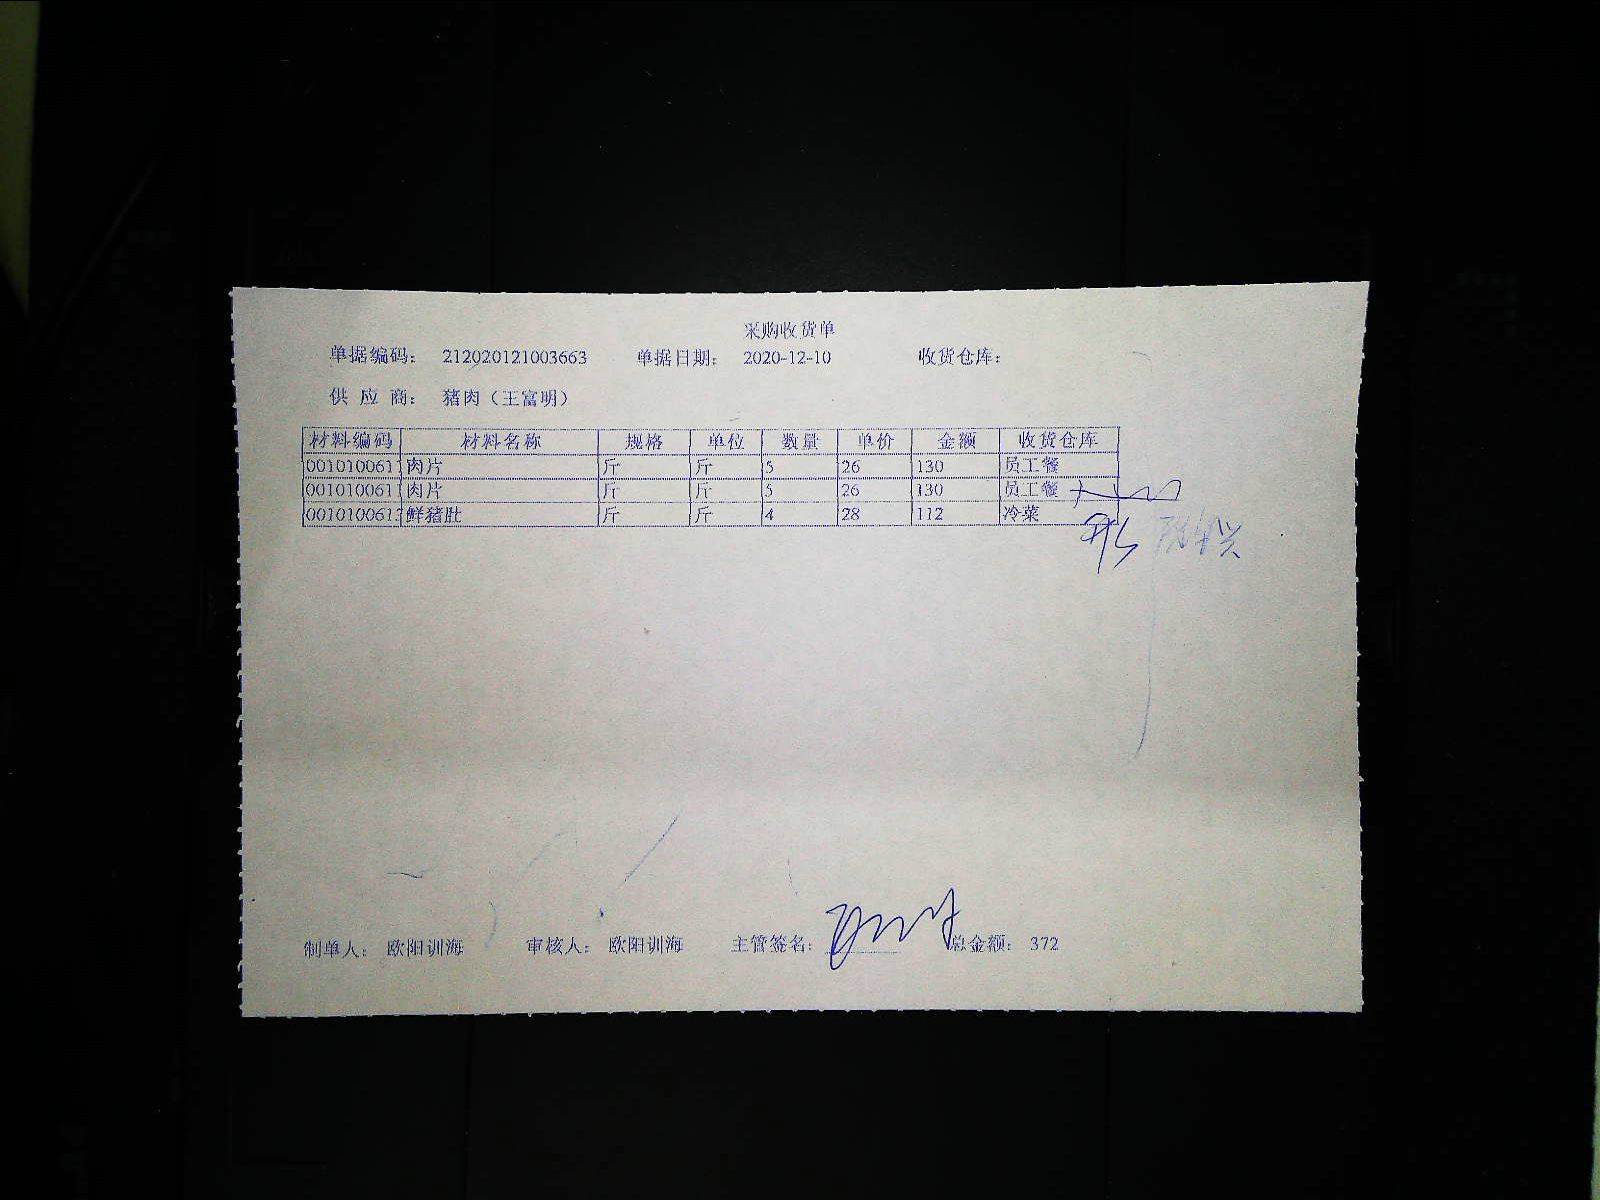 采购收货单
单据编码: 212020121003663 单据日期: 2020-12-10 收货仓库:
供 应 商: 猪肉（王富明）
材料编码 材料名称 规格 单位 数量 单价 金额 收货仓库
0010100611 肉片 斤 斤 5 26 130 员工餐
0010100611 肉片 斤 斤 5 26 130 员工餐
0010100613 鲜猪肚 斤 斤 4 28 112 冷菜
制单人: 欧阳训海 审核人: 欧阳训海 主管签名: 总金额: 372